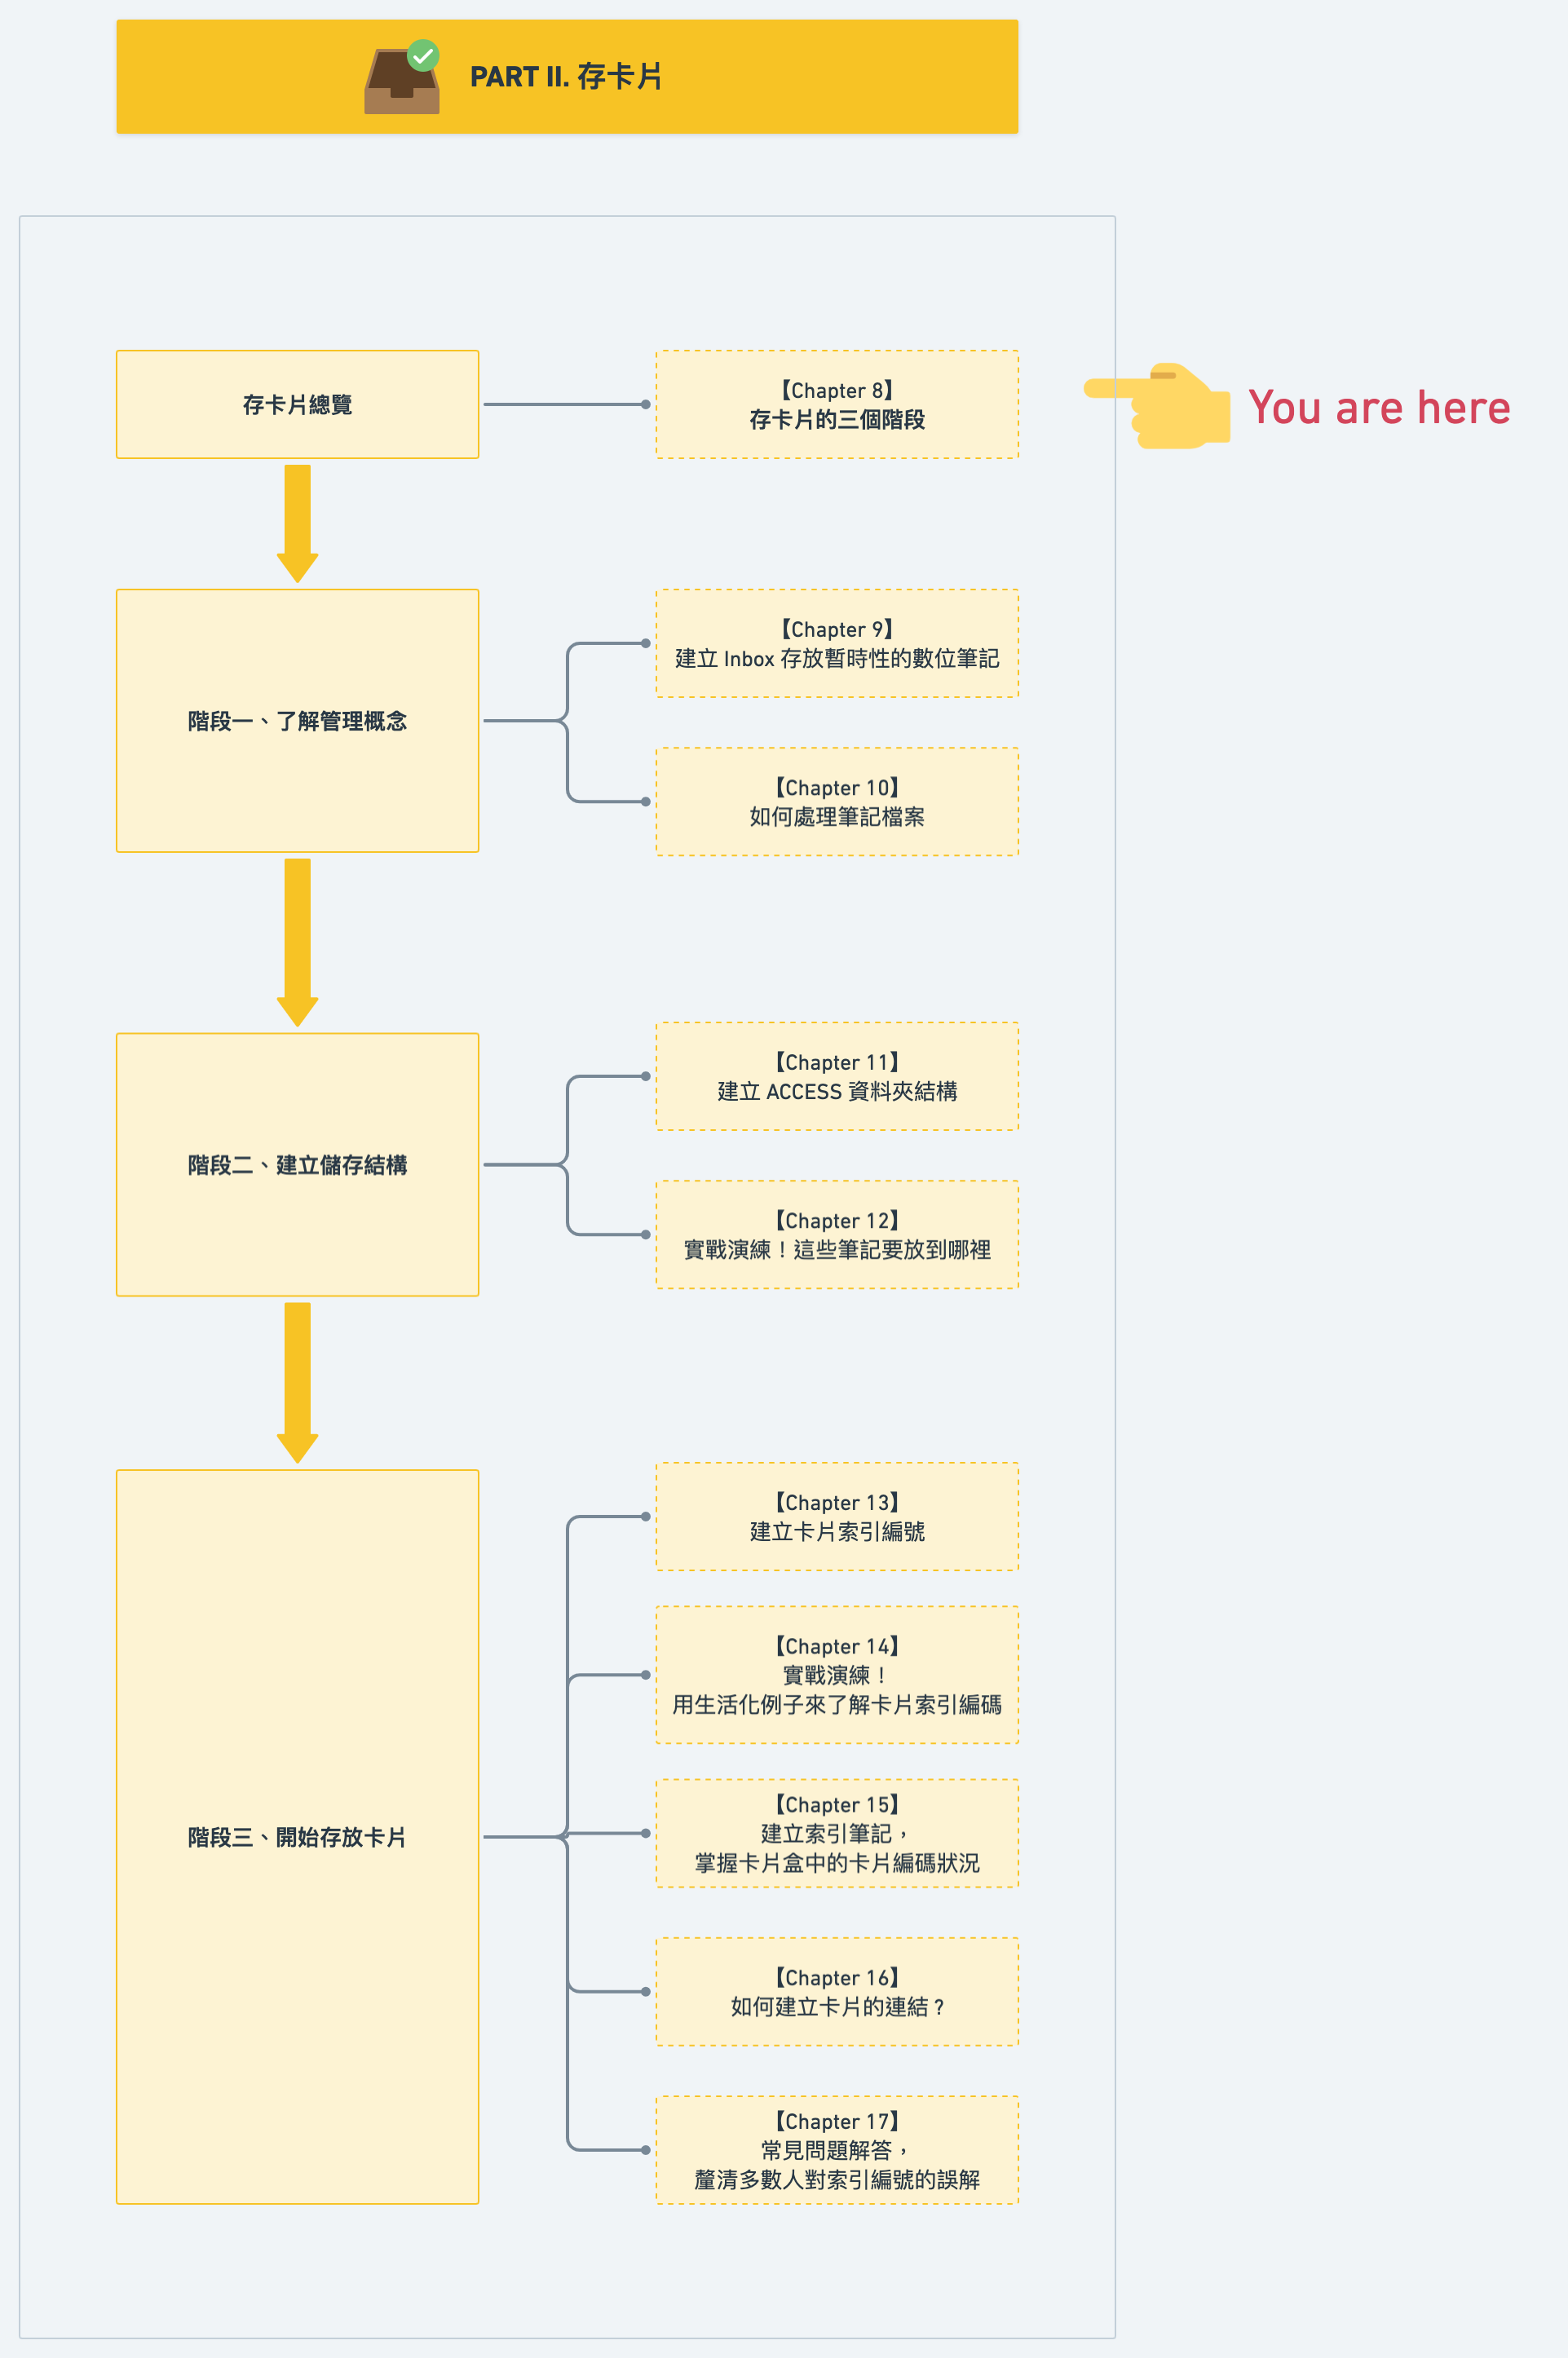 PART II. 存卡片
存卡片總覽
【Chapter 8】
存卡片的三個階段
You are here
階段一、了解管理概念
【Chapter 9】
建立 Inbox 存放暫時性的數位筆記
【Chapter 10】
如何處理筆記檔案
階段二、建立儲存結構
【Chapter 11】
建立 ACCESS 資料夾結構
【Chapter 12】
實戰演練！這些筆記要放到哪裡
階段三、開始存放卡片
【Chapter 13】
建立卡片索引編號
【Chapter 14】
實戰演練！
用生活化例子來了解卡片索引編碼
【Chapter 15】
建立索引筆記，
掌握卡片盒中的卡片編碼狀況
【Chapter 16】
如何建立卡片的連結？
【Chapter 17】
常見問題解答，
釐清多數人對索引編號的誤解